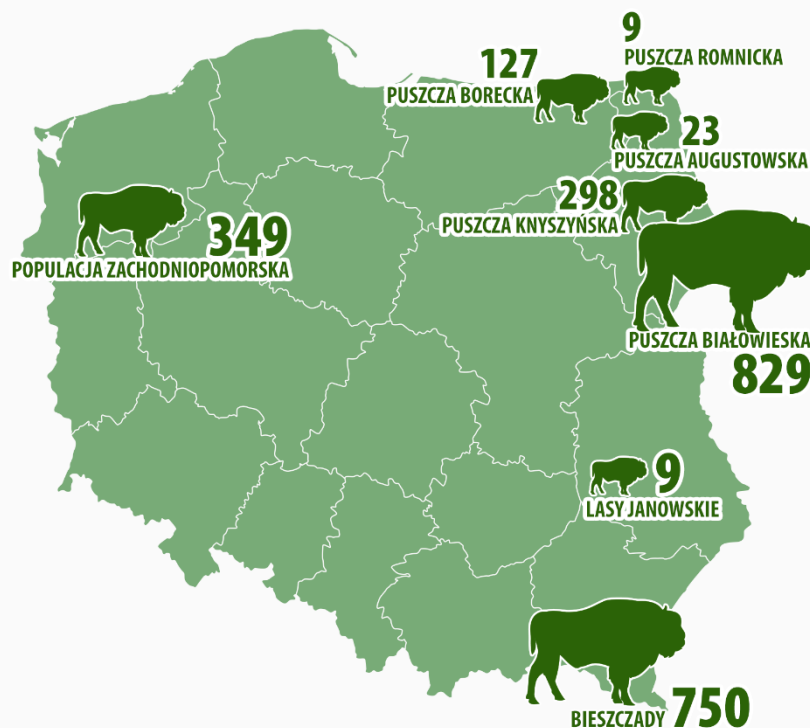 9
PUSZCZA ROMNICKA
127
PUSZCZA BORECKA
23
PUSZCZA AUGUSTOWSKA
298
PUSZCZA KNYSZYŃSKA
349
POPULACJA ZACHODNIOPOMORSKA
PUSZCZA BIAŁOWIESKA
829
9
LASY JANOWSKIE
BIESZCZADY 750